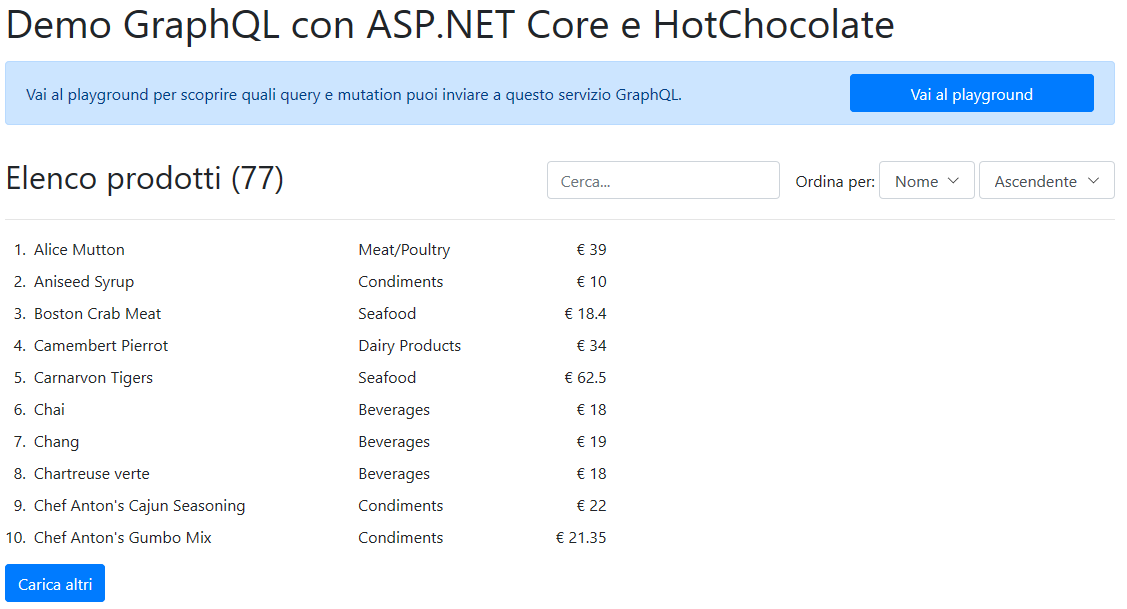 Demo GraphQL con ASP.NET Core e HotChocolate
Vai al playground per scoprire quali query e mutation puoi inviare a questo servizio GraphQL. Vai al playground
Elenco prodotti (77) Cerca... Ordina per: Nome Ascendente
1. Alice Mutton Meat/Poultry € 39
2. Aniseed Syrup Condiments € 10
3. Boston Crab Meat Seafood € 18.4
4. Camembert Pierrot Dairy Products € 34
5. Carnarvon Tigers Seafood € 62.5
6. Chai Beverages € 18
7. Chang Beverages € 19
8. Chartreuse verte Beverages € 18
9. Chef Anton's Cajun Seasoning Condiments € 22
10. Chef Anton's Gumbo Mix Condiments € 21.35
Carica altri